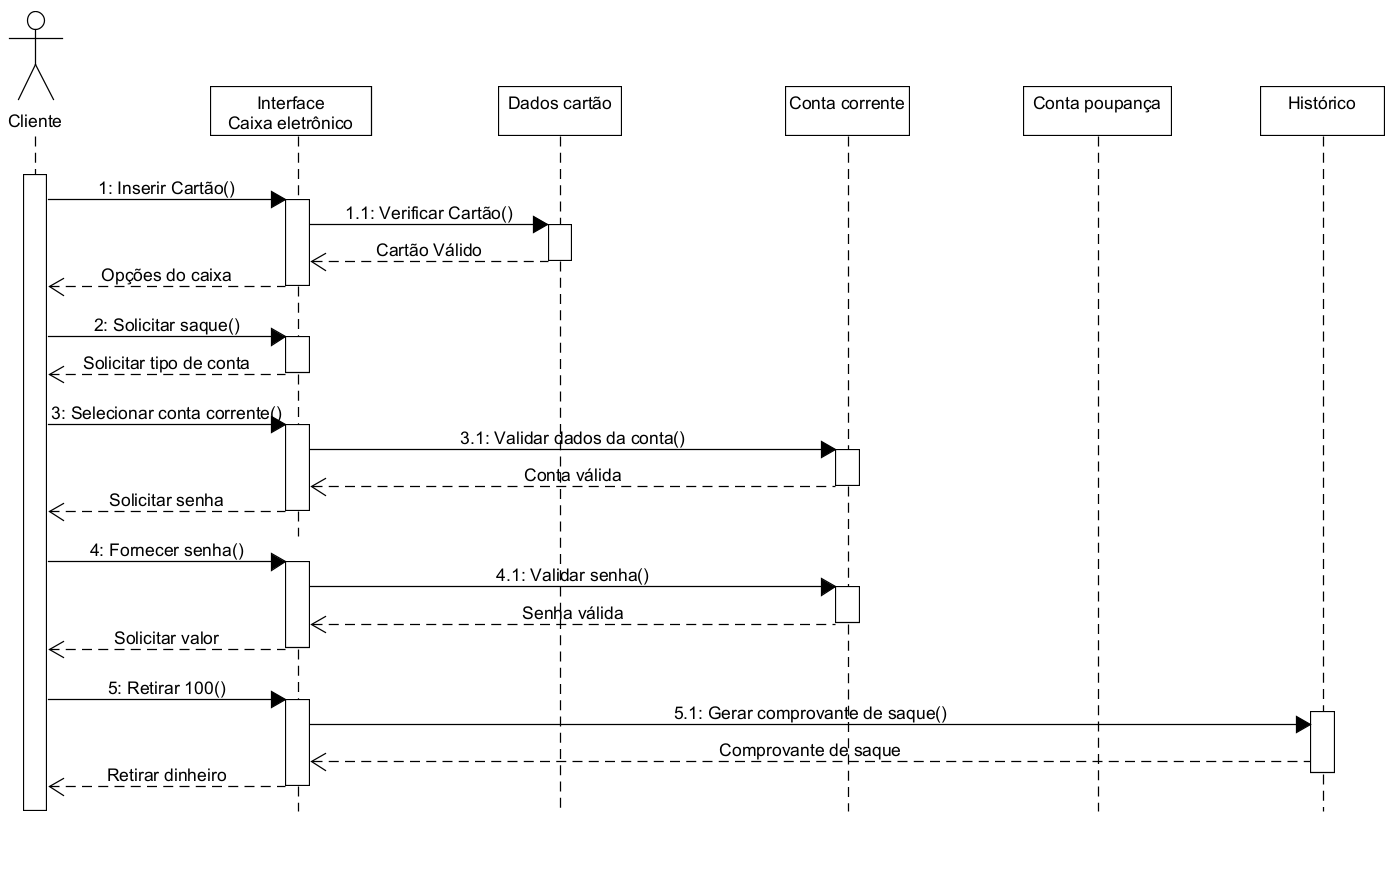 Cliente
Interface
Caixa eletrônico
Dados cartão
Conta corrente
Conta poupança
Histórico
1: Inserir Cartão()
1.1: Verificar Cartão()
Cartão Válido
Opções do caixa
2: Solicitar saque()
Solicitar tipo de conta
3: Selecionar conta corrente()
3.1: Validar dados da conta()
Conta válida
Solicitar senha
4: Fornecer senha()
4.1: Validar senha()
Senha válida
Solicitar valor
5: Retirar 100()
5.1: Gerar comprovante de saque()
Comprovante de saque
Retirar dinheiro